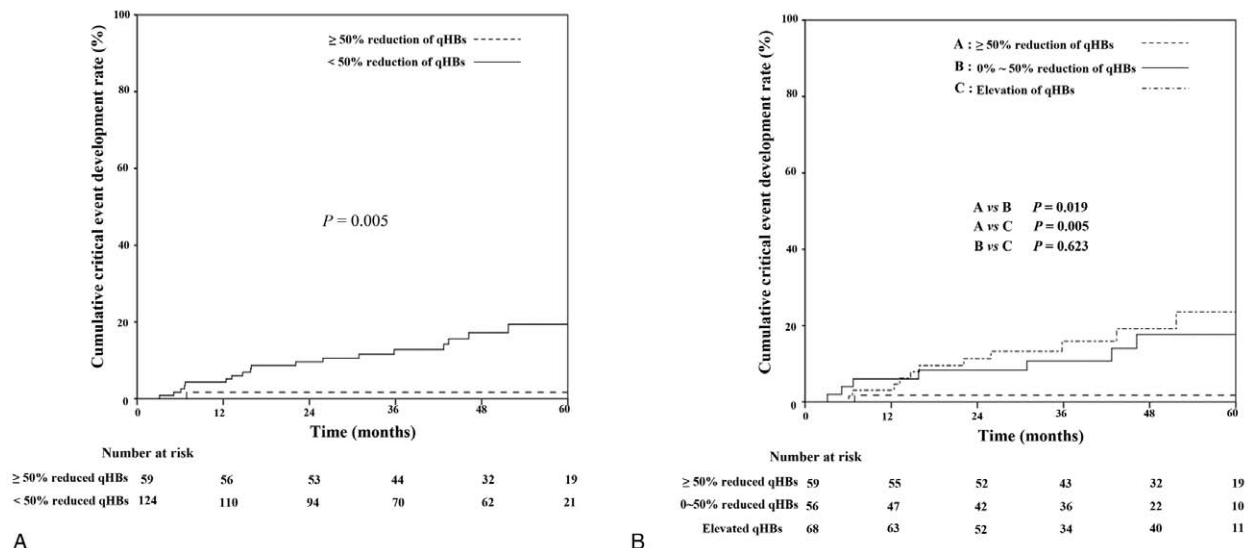 Cumulative critical event development rate (%)
100
80
60
40
20
0
≥ 50% reduction of qHBs
< 50% reduction of qHBs
P = 0.005
0 12 24 36 48 60
Time (months)
Number at risk
≥ 50% reduced qHBs 59 56 53 44 32 19
< 50% reduced qHBs 124 110 94 70 62 21
A
Cumulative critical event development rate (%)
100
80
60
40
20
0
A : ≥ 50% reduction of qHBs
B : 0% ~ 50% reduction of qHBs
C : Elevation of qHBs
A vs B P = 0.019
A vs C P = 0.005
B vs C P = 0.623
0 12 24 36 48 60
Time (months)
Number at risk
≥ 50% reduced qHBs 59 55 52 43 32 19
0~50% reduced qHBs 56 47 42 36 22 10
Elevated qHBs 68 63 52 34 40 11
B